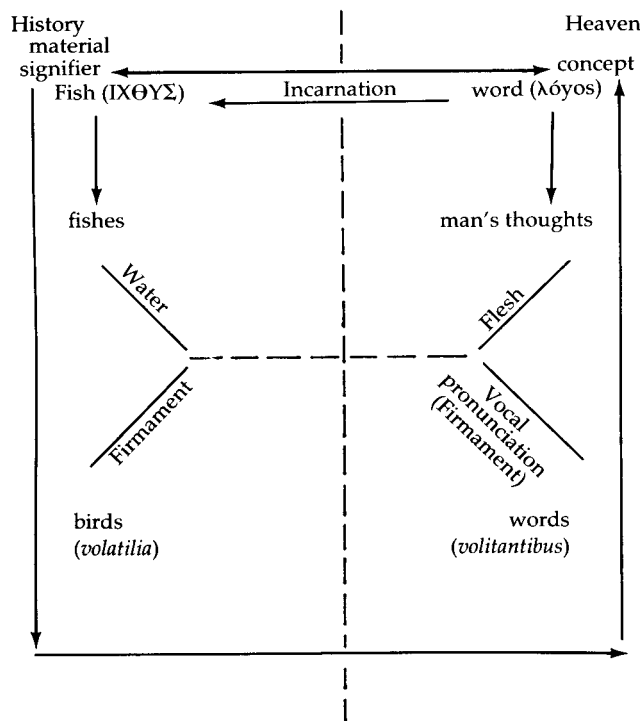 History
material
signifier
Fish (ΙΧΘΥΣ)
Heaven
concept
word (λόyos)
Incarnation
fishes
man's thoughts
Water
Firmament
Flesh
Vocal
pronunciation
(Firmament)
birds
(volatilia)
words
(volitantibus)